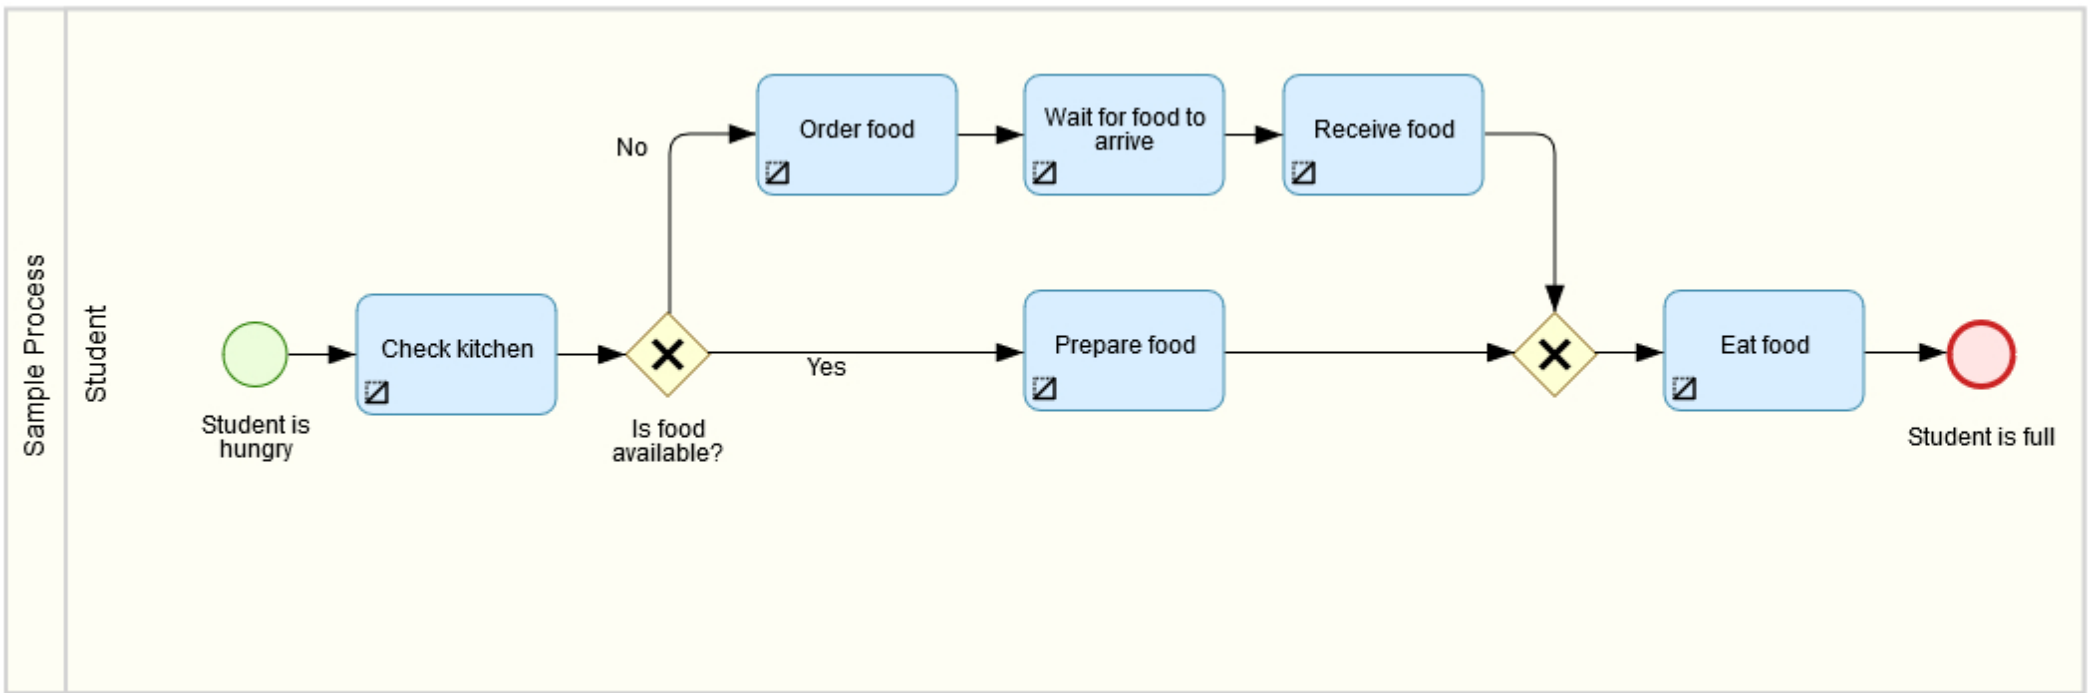 Sample Process
Student
Student is
hungry
Check kitchen
Is food
available?
No
Order food
Wait for food to
arrive
Receive food
Yes
Prepare food
Eat food
Student is full